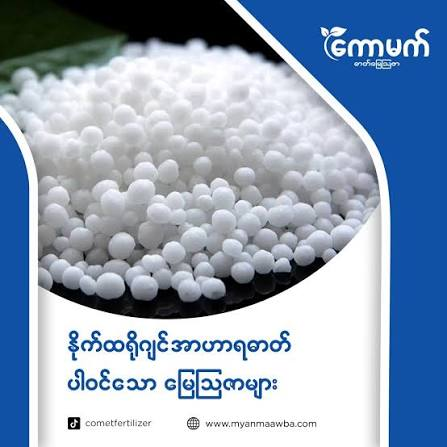 ကောမက်
ဓာတ်မြေဩဇာ
နိုက်ထရိုဂျင်အာဟာရဓာတ်
ပါဝင်သော မြေဩဇာများ
cometfertilizer
www.myanmaawba.com